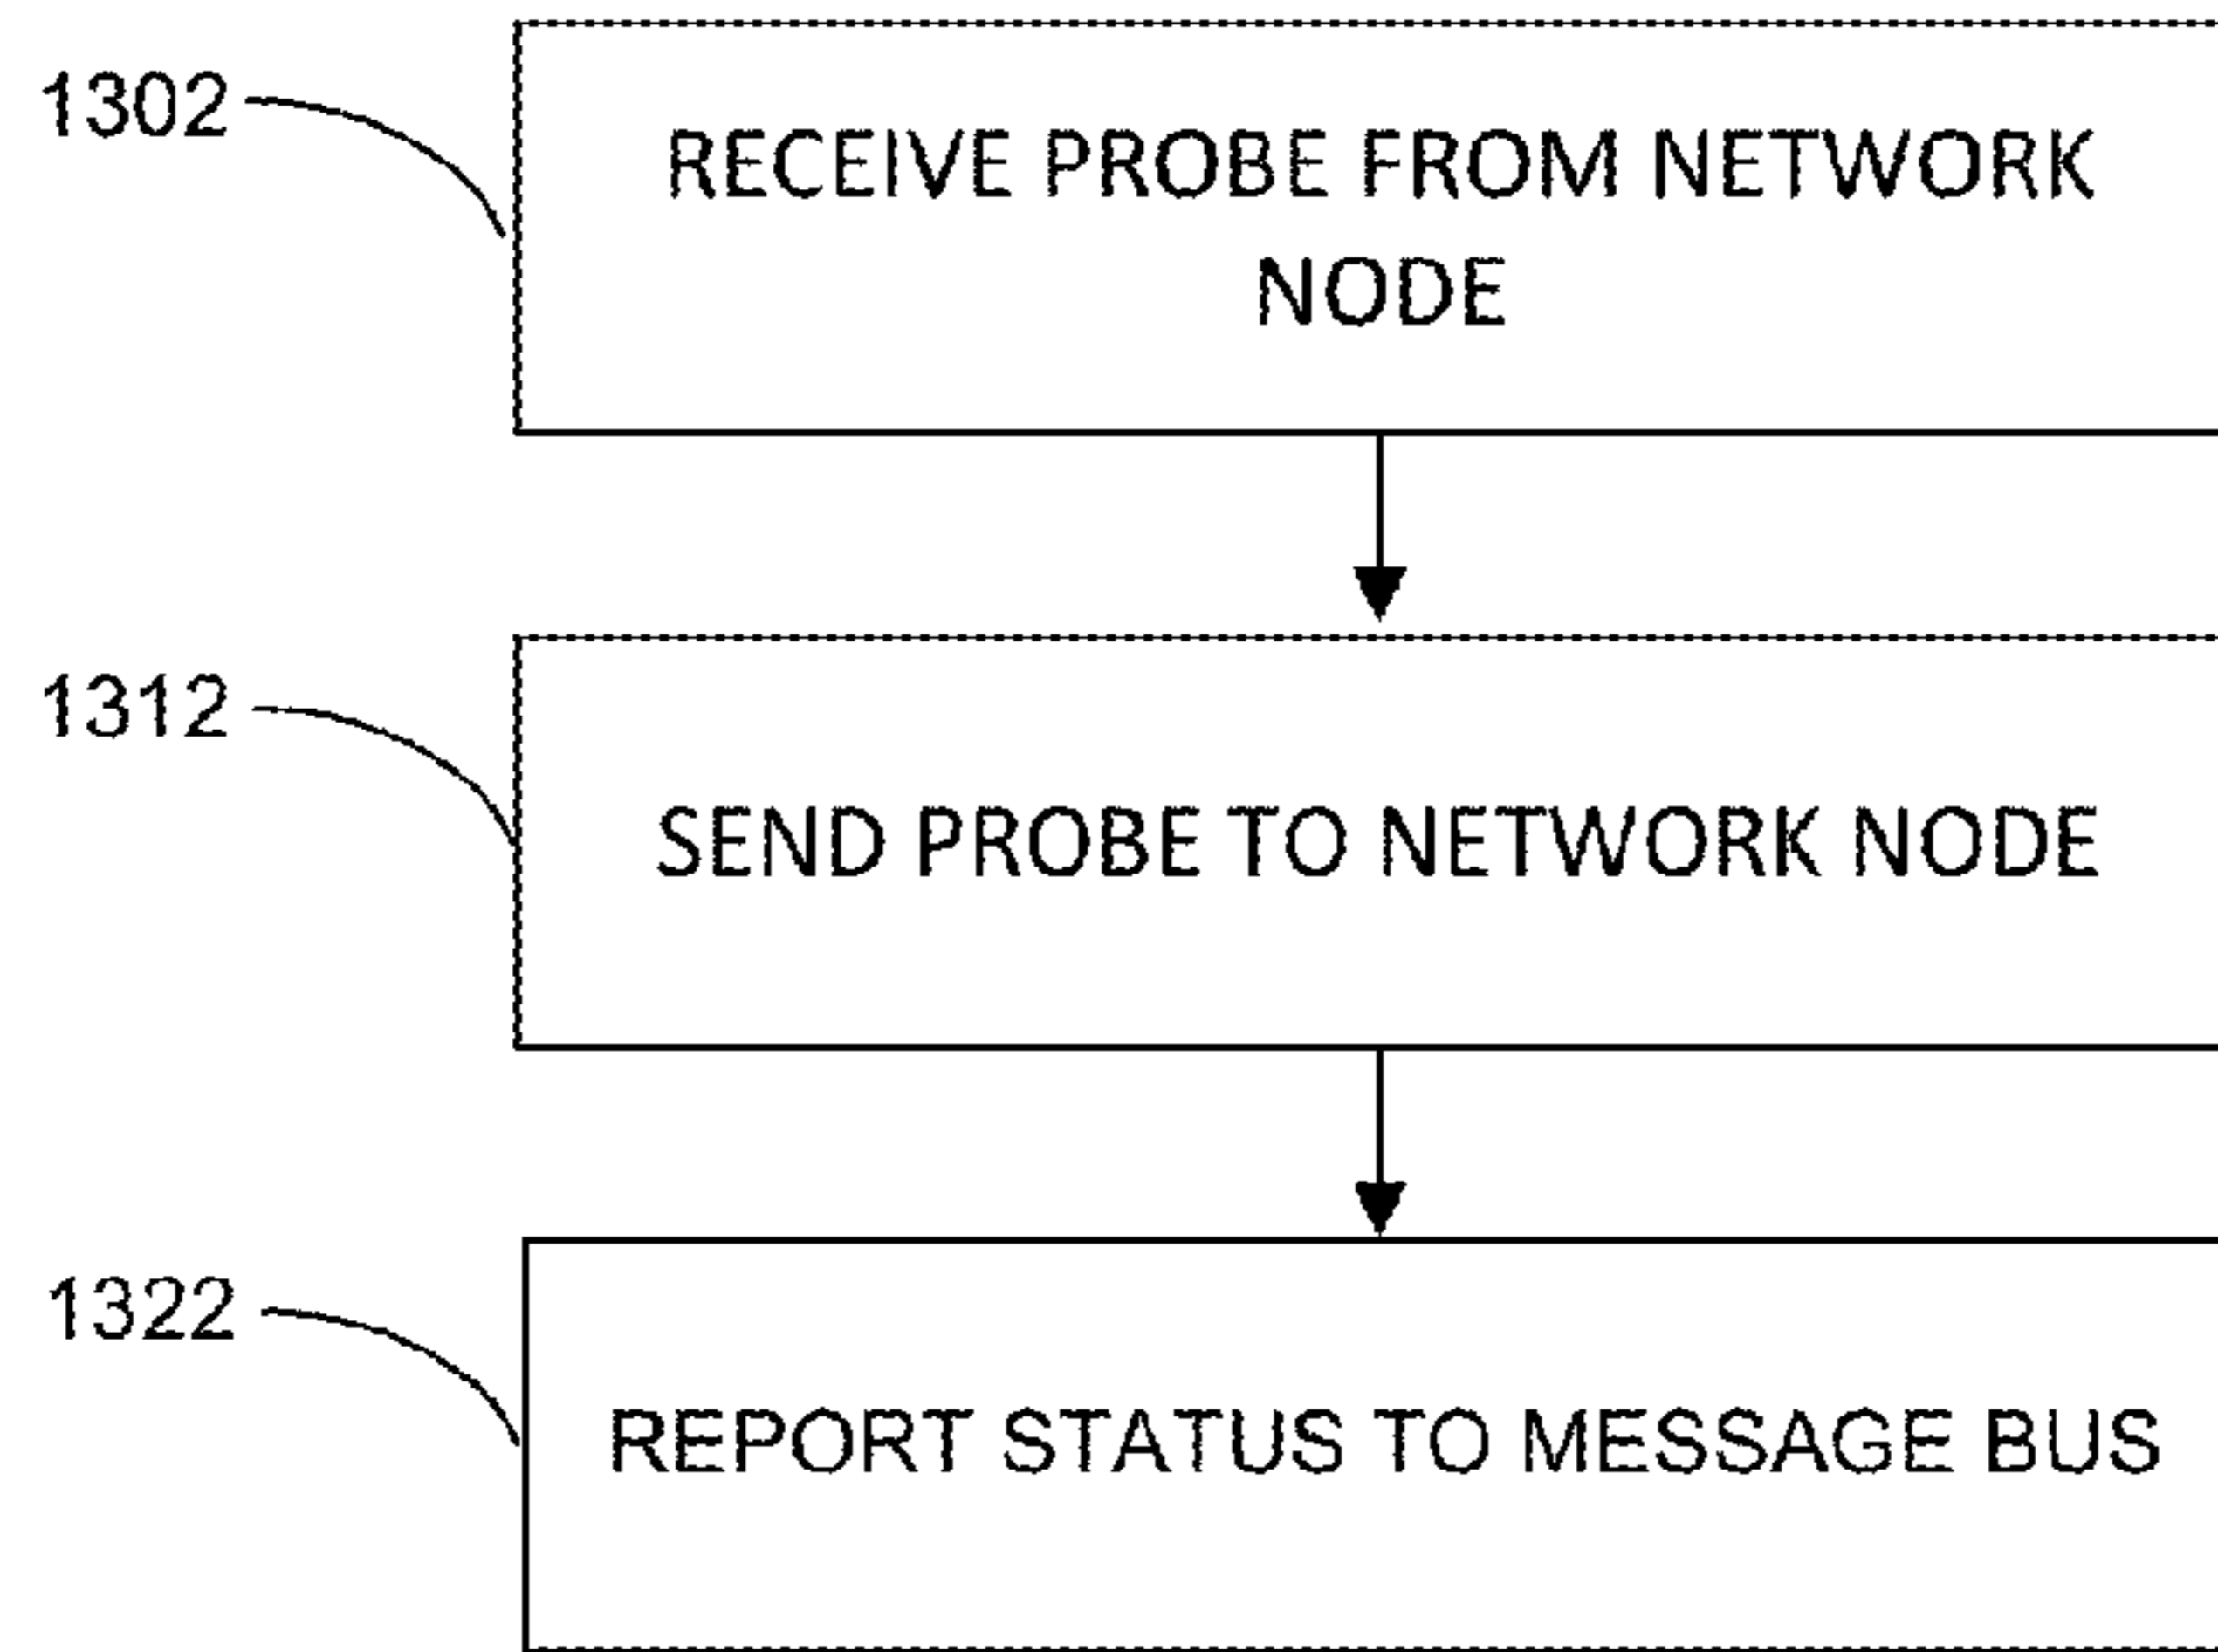 1302
RECEIVE PROBE FROM NETWORK
NODE
1312
SEND PROBE TO NETWORK NODE
1322
REPORT STATUS TO MESSAGE BUS